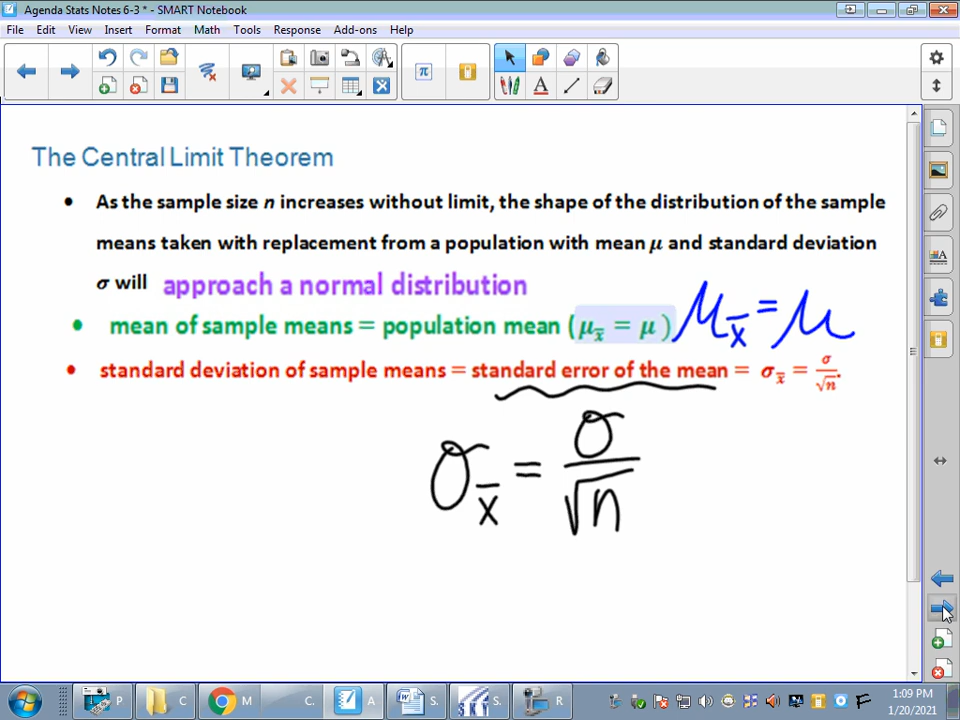 Agenda Stats Notes 6-3 * - SMART Notebook
File Edit View Insert Format Math Tools Response Add-ons Help
The Central Limit Theorem
• As the sample size n increases without limit, the shape of the distribution of the sample
means taken with replacement from a population with mean μ and standard deviation
σ will approach a normal distribution
• mean of sample means = population mean (μx̄ = μ ) μx̄ = μ
• standard deviation of sample means = standard error of the mean = σx̄ = σ/√n.
σx̄ = σ/√n
P C M C. A S. S. R
1:09 PM
1/20/2021